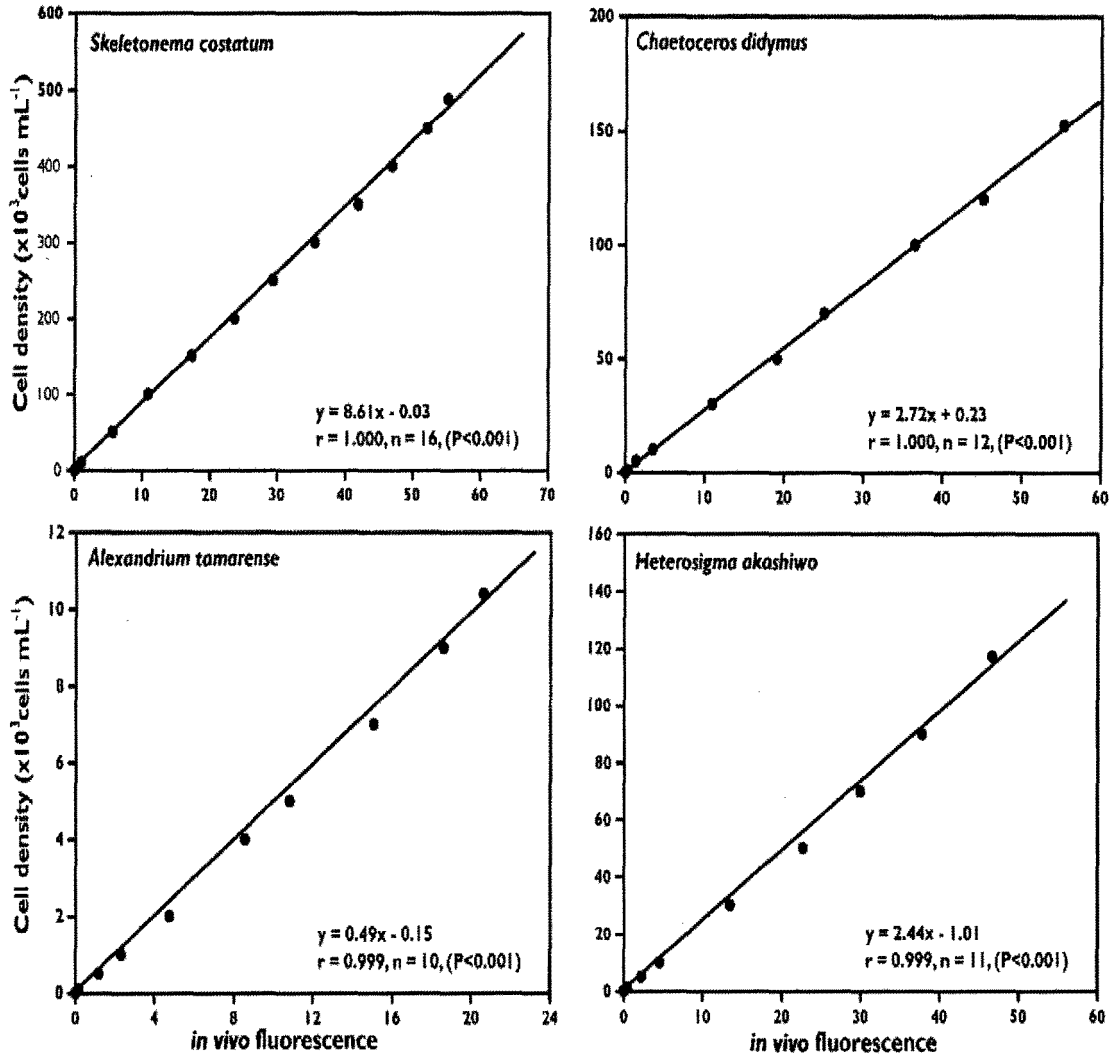 Skeletonema costatum
Cell density (x10³cells mL⁻¹)
600
500
400
300
200
100
0
0 10 20 30 40 50 60 70
y = 8.61x - 0.03
r = 1.000, n = 16, (P<0.001)
Chaetoceros didymus
200
150
100
50
0
0 10 20 30 40 50 60
y = 2.72x + 0.23
r = 1.000, n = 12, (P<0.001)
Alexandrium tamarense
Cell density (x10³cells mL⁻¹)
12
10
8
6
4
2
0
0 4 8 12 16 20 24
y = 0.49x - 0.15
r = 0.999, n = 10, (P<0.001)
in vivo fluorescence
Heterosigma akashiwo
160
140
120
100
80
60
40
20
0
0 10 20 30 40 50 60
y = 2.44x - 1.01
r = 0.999, n = 11, (P<0.001)
in vivo fluorescence